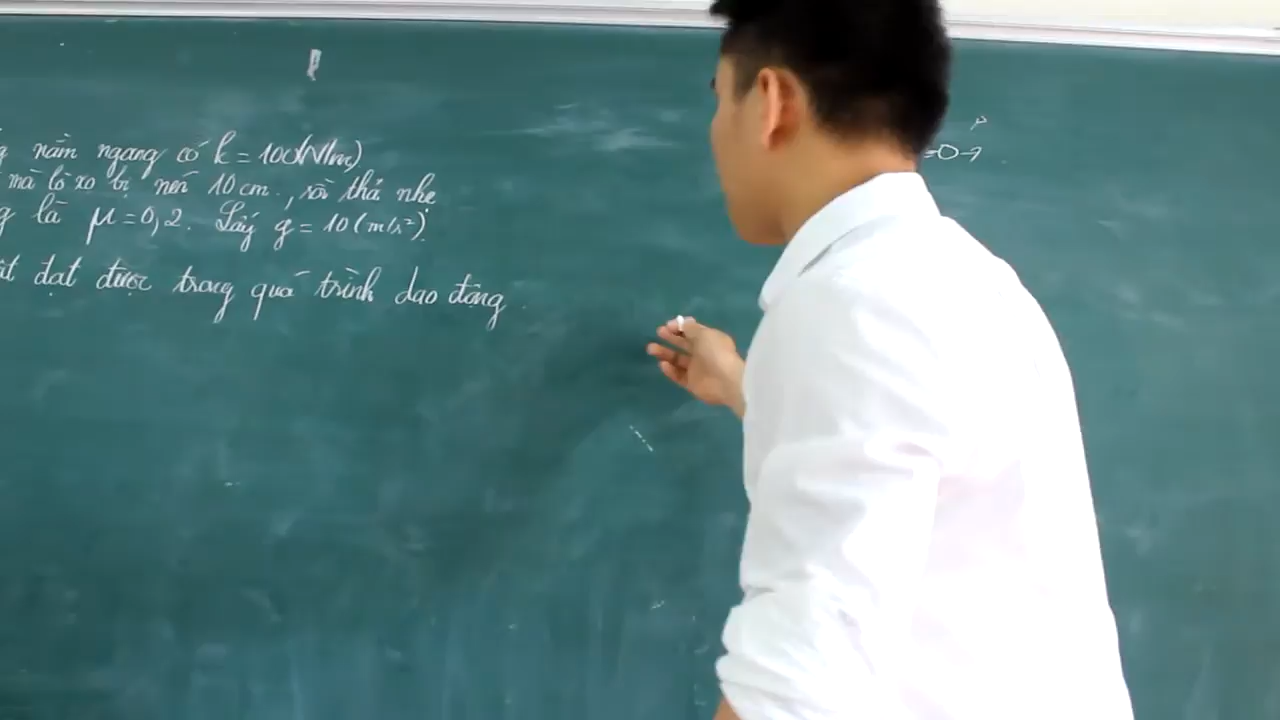 nằm ngang có k = 100(N/m)
mà lò xo bị nén 10 cm., rồi thả nhẹ
là μ = 0,2. Lấy g = 10 (m/s²).
đạt được trong quá trình dao động